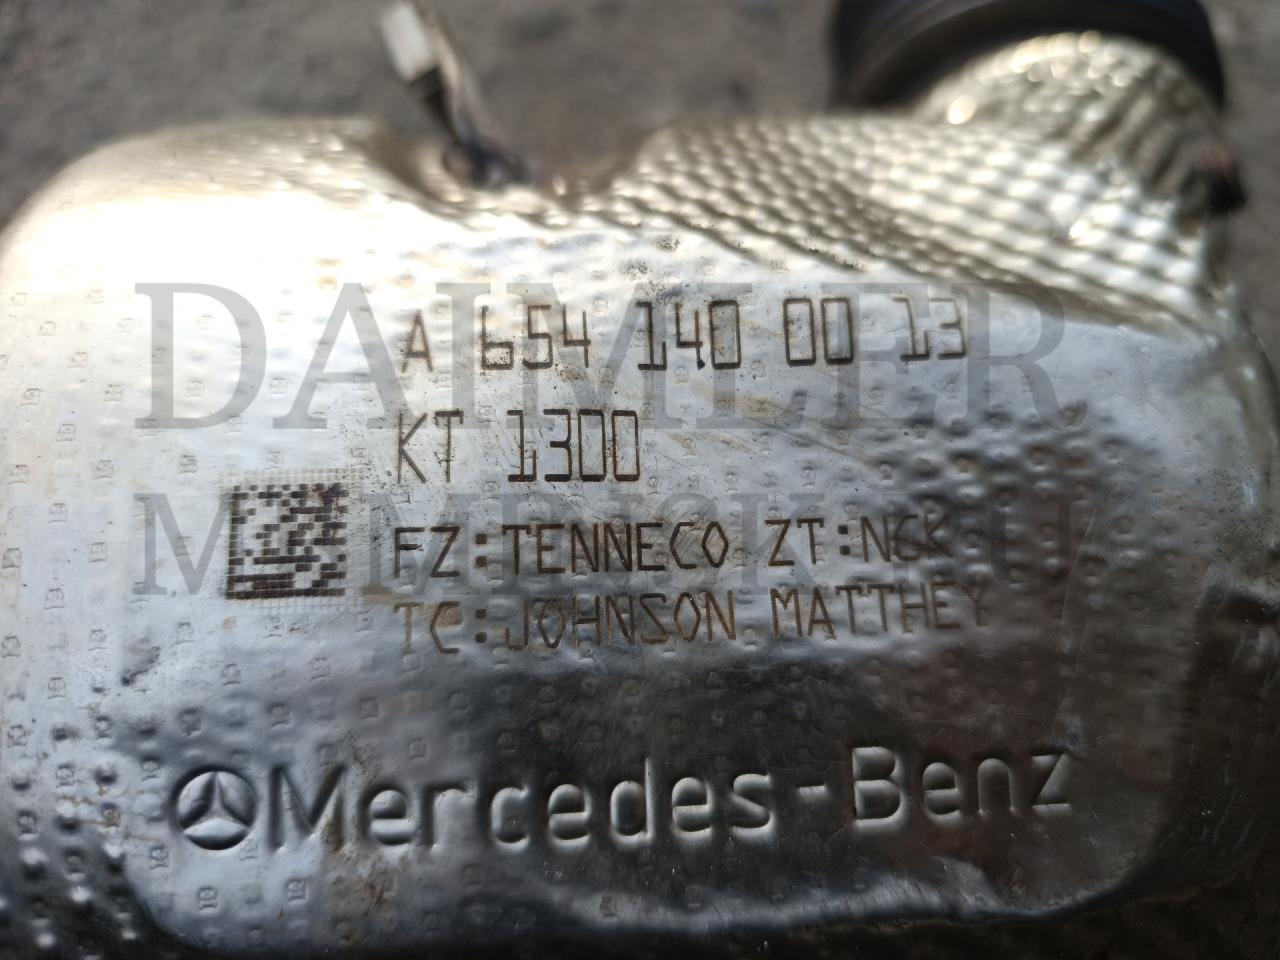 A 654 140 00 13
KT 1300
FZ:TENNECO ZT:NGK
TC:JOHNSON MATTHEY
Mercedes-Benz
DAIMLER